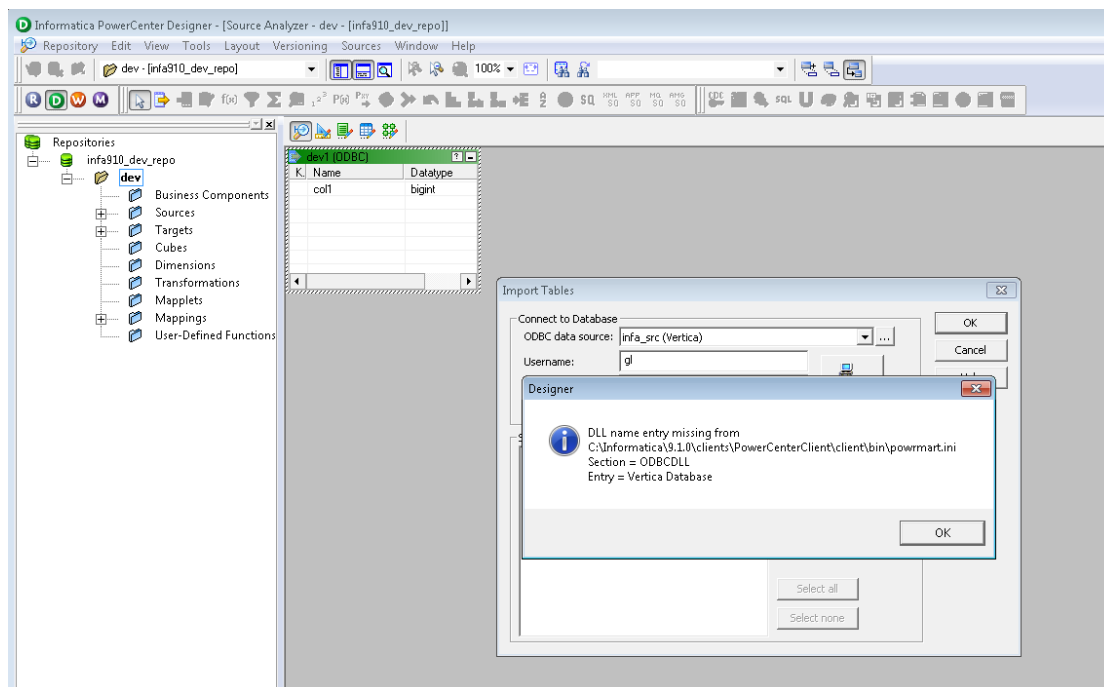 Informatica PowerCenter Designer - [Source Analyzer - dev - [infa910_dev_repo]]
Repository Edit View Tools Layout Versioning Sources Window Help
dev - [infa910_dev_repo]
100%
Repositories
infa910_dev_repo
dev
Business Components
Sources
Targets
Cubes
Dimensions
Transformations
Mapplets
Mappings
User-Defined Functions
dev1 (ODBC)
K. Name Datatype
col1 bigint
Import Tables
Connect to Database
ODBC data source: infa_src (Vertica) ...
Username: gl
OK
Cancel
Designer
DLL name entry missing from
C:\Informatica\9.1.0\clients\PowerCenterClient\client\bin\powrmart.ini
Section = ODBCDLL
Entry = Vertica Database
OK
Select all
Select none